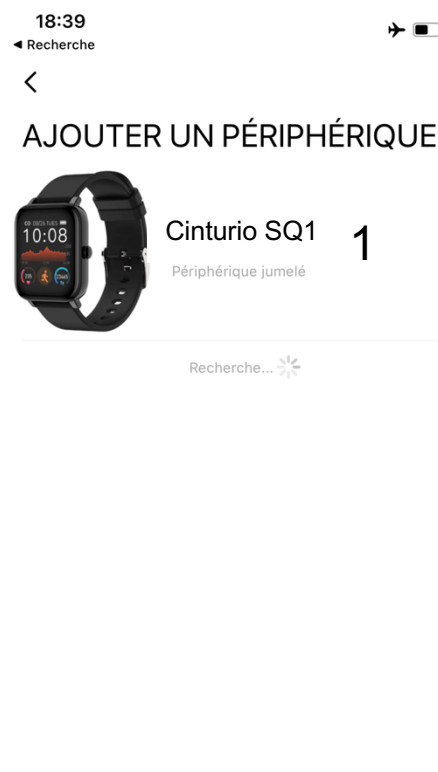 18:39
◀ Recherche
AJOUTER UN PÉRIPHÉRIQUE
10:08
Cinturio SQ1
1
Périphérique jumelé
Recherche...